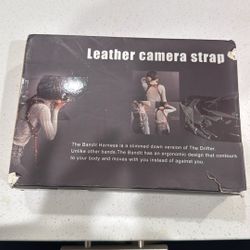 Leather camera strap
The Bandit Harness is a slimmed down version of The Drifter.
Unlike other bands.The Bandit has an ergonomic design that contours
to your body and moves with you instead of against you.